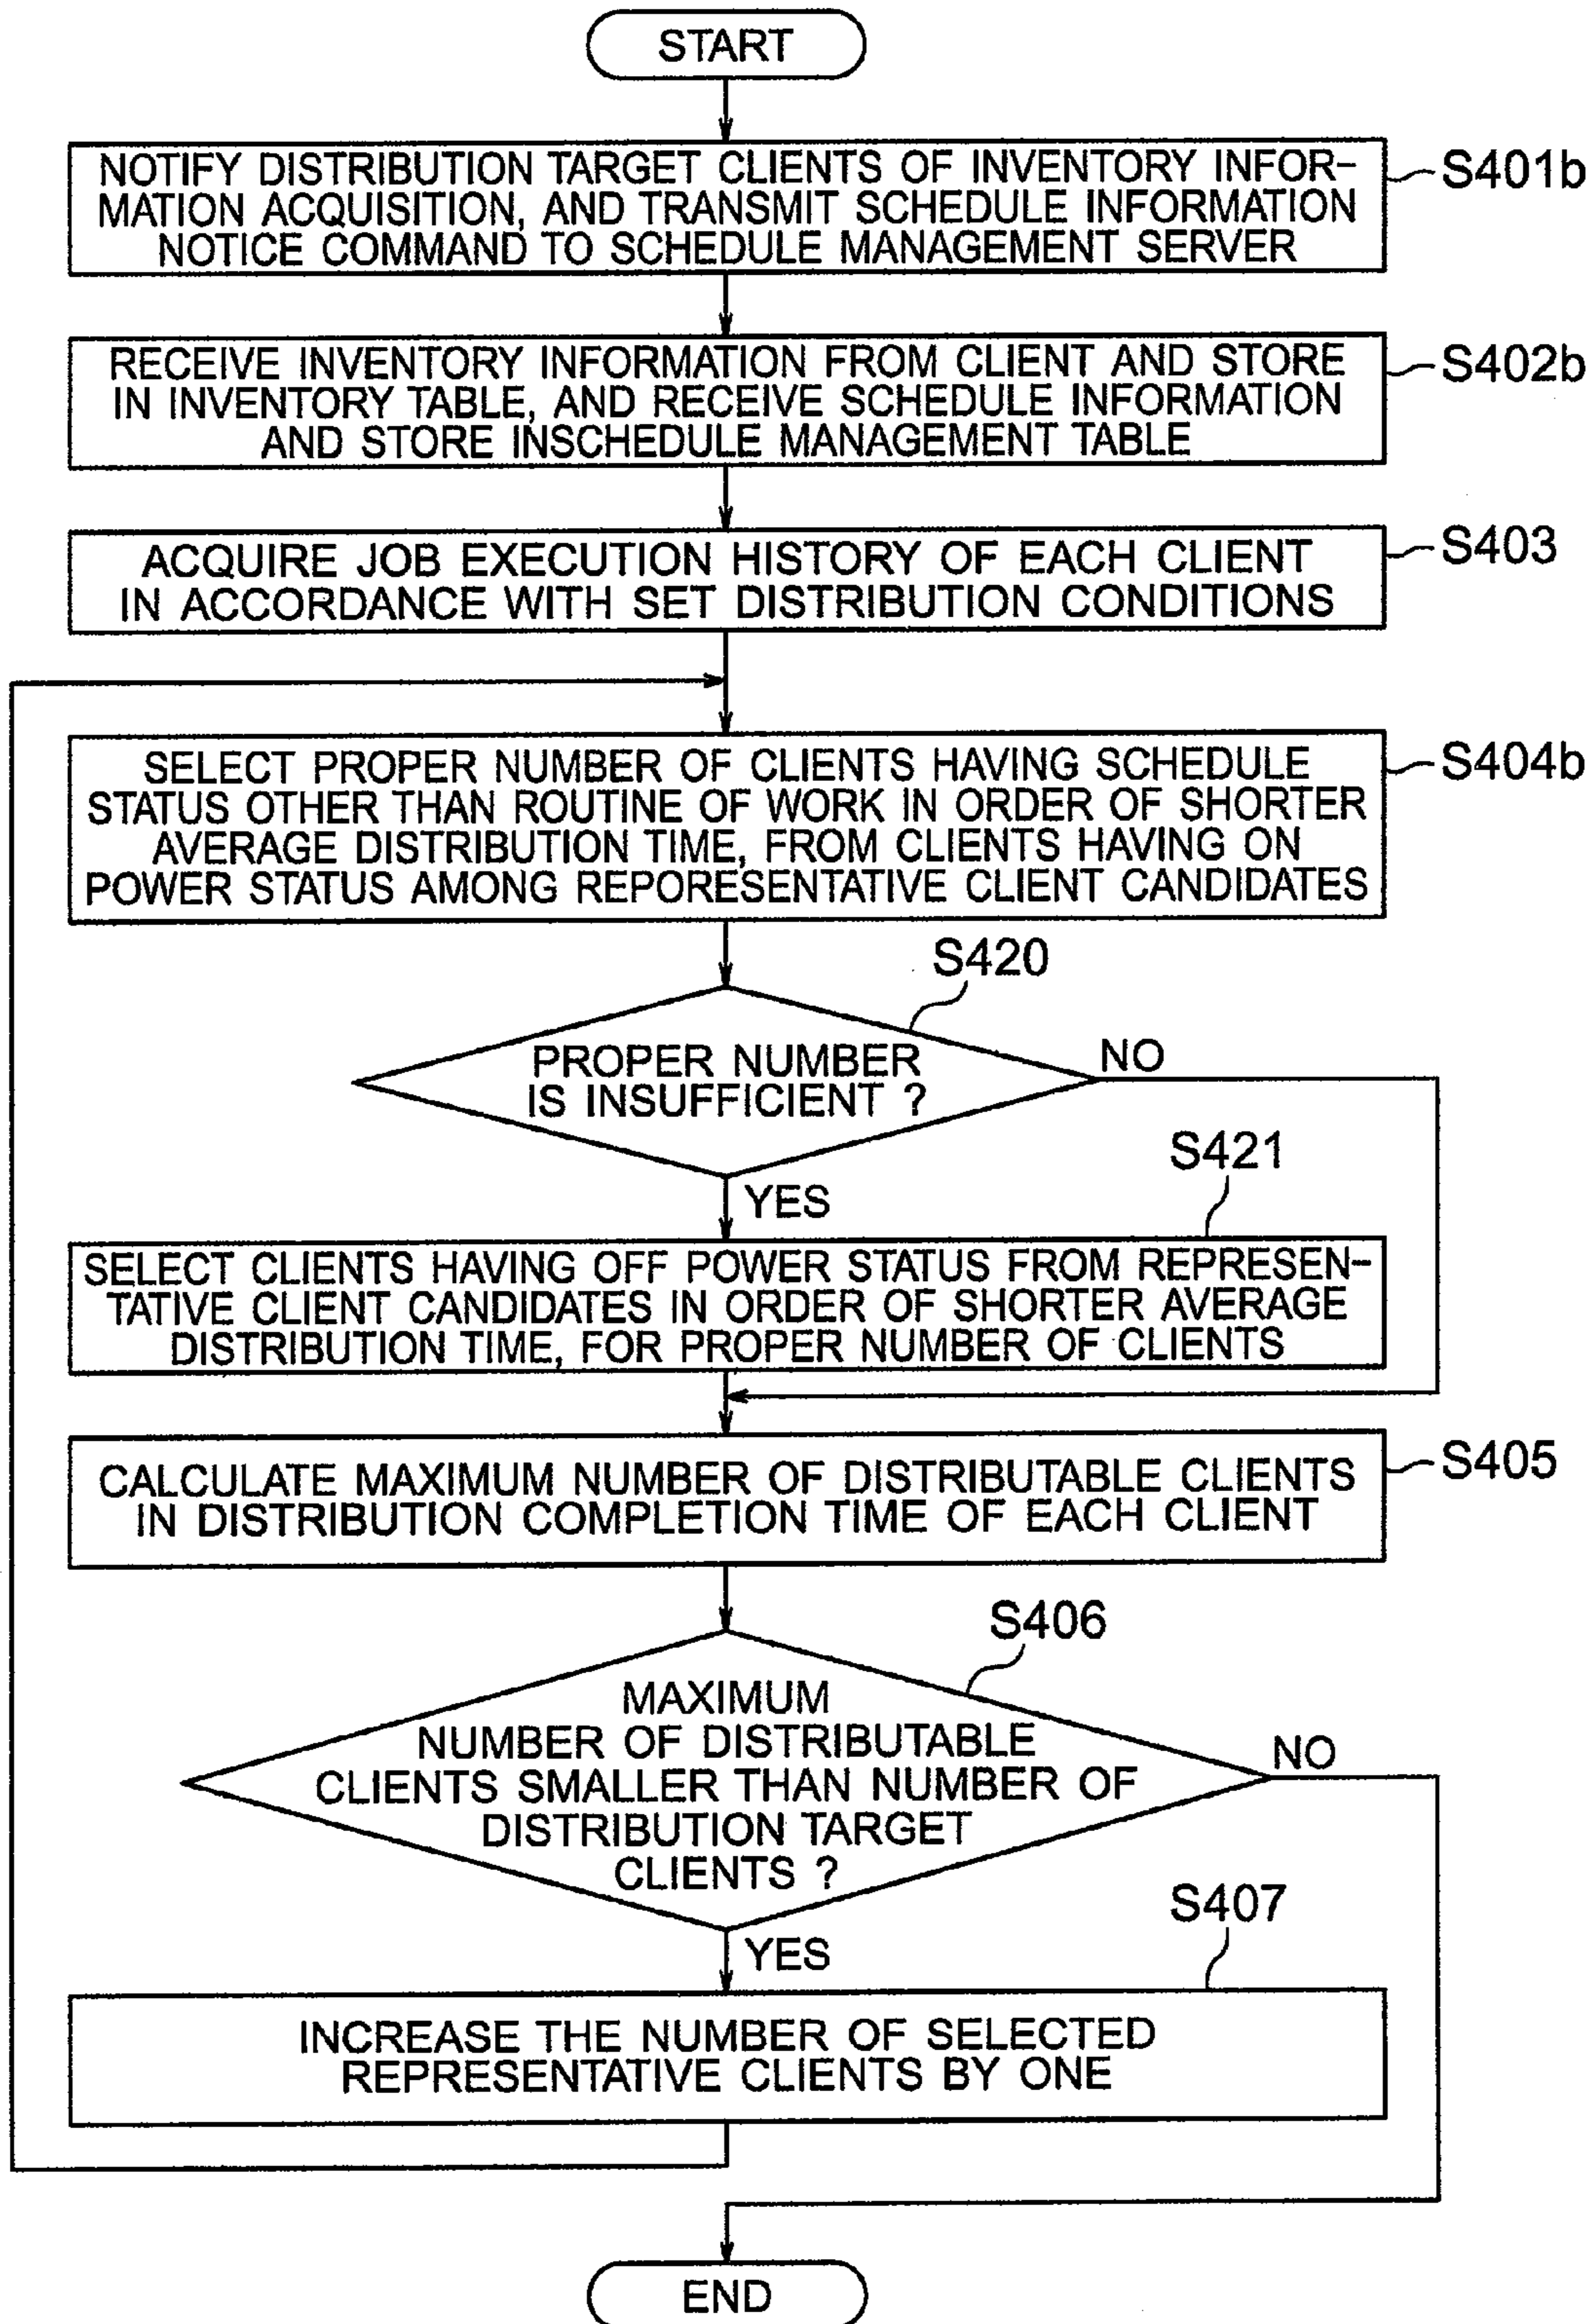 START
NOTIFY DISTRIBUTION TARGET CLIENTS OF INVENTORY INFOR-
MATION ACQUISITION, AND TRANSMIT SCHEDULE INFORMATION
NOTICE COMMAND TO SCHEDULE MANAGEMENT SERVER
S401b
RECEIVE INVENTORY INFORMATION FROM CLIENT AND STORE
IN INVENTORY TABLE, AND RECEIVE SCHEDULE INFORMATION
AND STORE INSCHEDULE MANAGEMENT TABLE
S402b
ACQUIRE JOB EXECUTION HISTORY OF EACH CLIENT
IN ACCORDANCE WITH SET DISTRIBUTION CONDITIONS
S403
SELECT PROPER NUMBER OF CLIENTS HAVING SCHEDULE
STATUS OTHER THAN ROUTINE OF WORK IN ORDER OF SHORTER
AVERAGE DISTRIBUTION TIME, FROM CLIENTS HAVING ON
POWER STATUS AMONG REPORESENTATIVE CLIENT CANDIDATES
S404b
S420
PROPER NUMBER
IS INSUFFICIENT ?
NO
YES
S421
SELECT CLIENTS HAVING OFF POWER STATUS FROM REPRESEN-
TATIVE CLIENT CANDIDATES IN ORDER OF SHORTER AVERAGE
DISTRIBUTION TIME, FOR PROPER NUMBER OF CLIENTS
CALCULATE MAXIMUM NUMBER OF DISTRIBUTABLE CLIENTS
IN DISTRIBUTION COMPLETION TIME OF EACH CLIENT
S405
S406
MAXIMUM
NUMBER OF DISTRIBUTABLE
CLIENTS SMALLER THAN NUMBER OF
DISTRIBUTION TARGET
CLIENTS ?
NO
YES
S407
INCREASE THE NUMBER OF SELECTED
REPRESENTATIVE CLIENTS BY ONE
END